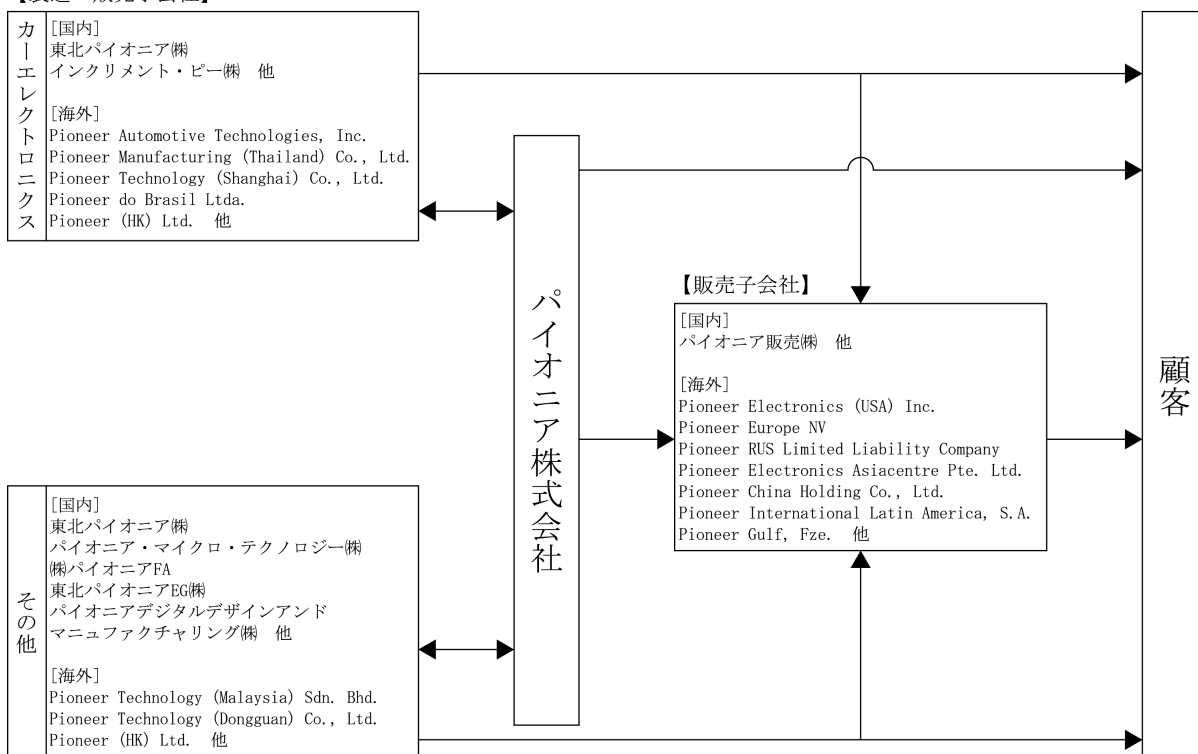 カーエレクトロニクス
[国内]
東北パイオニア㈱
インクリメント・ピー㈱　他
[海外]
Pioneer Automotive Technologies, Inc.
Pioneer Manufacturing (Thailand) Co., Ltd.
Pioneer Technology (Shanghai) Co., Ltd.
Pioneer do Brasil Ltda.
Pioneer (HK) Ltd.　他
その他
[国内]
東北パイオニア㈱
パイオニア・マイクロ・テクノロジー㈱
㈱パイオニアFA
東北パイオニアEG㈱
パイオニアデジタルデザインアンド
マニュファクチャリング㈱　他
[海外]
Pioneer Technology (Malaysia) Sdn. Bhd.
Pioneer Technology (Dongguan) Co., Ltd.
Pioneer (HK) Ltd.　他
パイオニア株式会社
【販売子会社】
[国内]
パイオニア販売㈱　他
[海外]
Pioneer Electronics (USA) Inc.
Pioneer Europe NV
Pioneer RUS Limited Liability Company
Pioneer Electronics Asiacentre Pte. Ltd.
Pioneer China Holding Co., Ltd.
Pioneer International Latin America, S.A.
Pioneer Gulf, Fze.　他
顧客